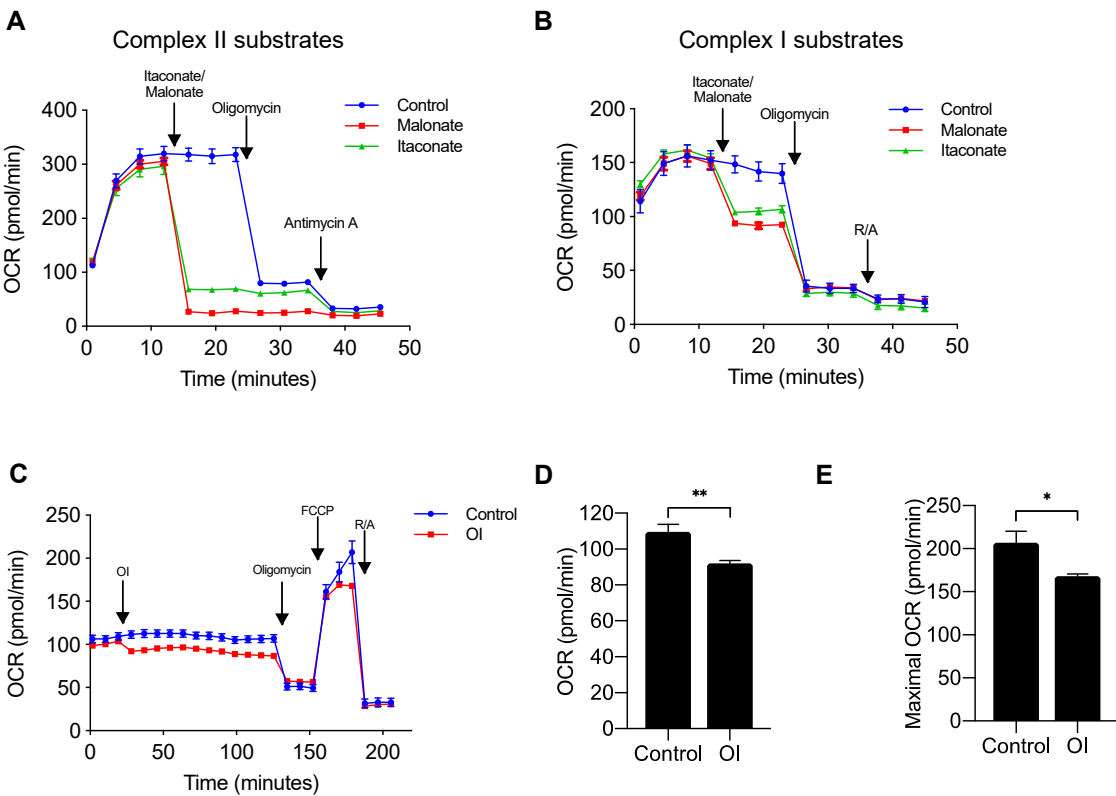 A
Complex II substrates
Itaconate/
Malonate
Oligomycin
Antimycin A
Control
Malonate
Itaconate
OCR (pmol/min)
400
300
200
100
0
0 10 20 30 40 50
Time (minutes)
B
Complex I substrates
Itaconate/
Malonate
Oligomycin
R/A
Control
Malonate
Itaconate
OCR (pmol/min)
200
150
100
50
0
0 10 20 30 40 50
Time (minutes)
C
OI
Oligomycin
FCCP
R/A
Control
OI
OCR (pmol/min)
250
200
150
100
50
0
0 50 100 150 200
Time (minutes)
D
**
OCR (pmol/min)
120
100
80
60
40
20
0
Control OI
E
*
Maximal OCR (pmol/min)
250
200
150
100
50
0
Control OI